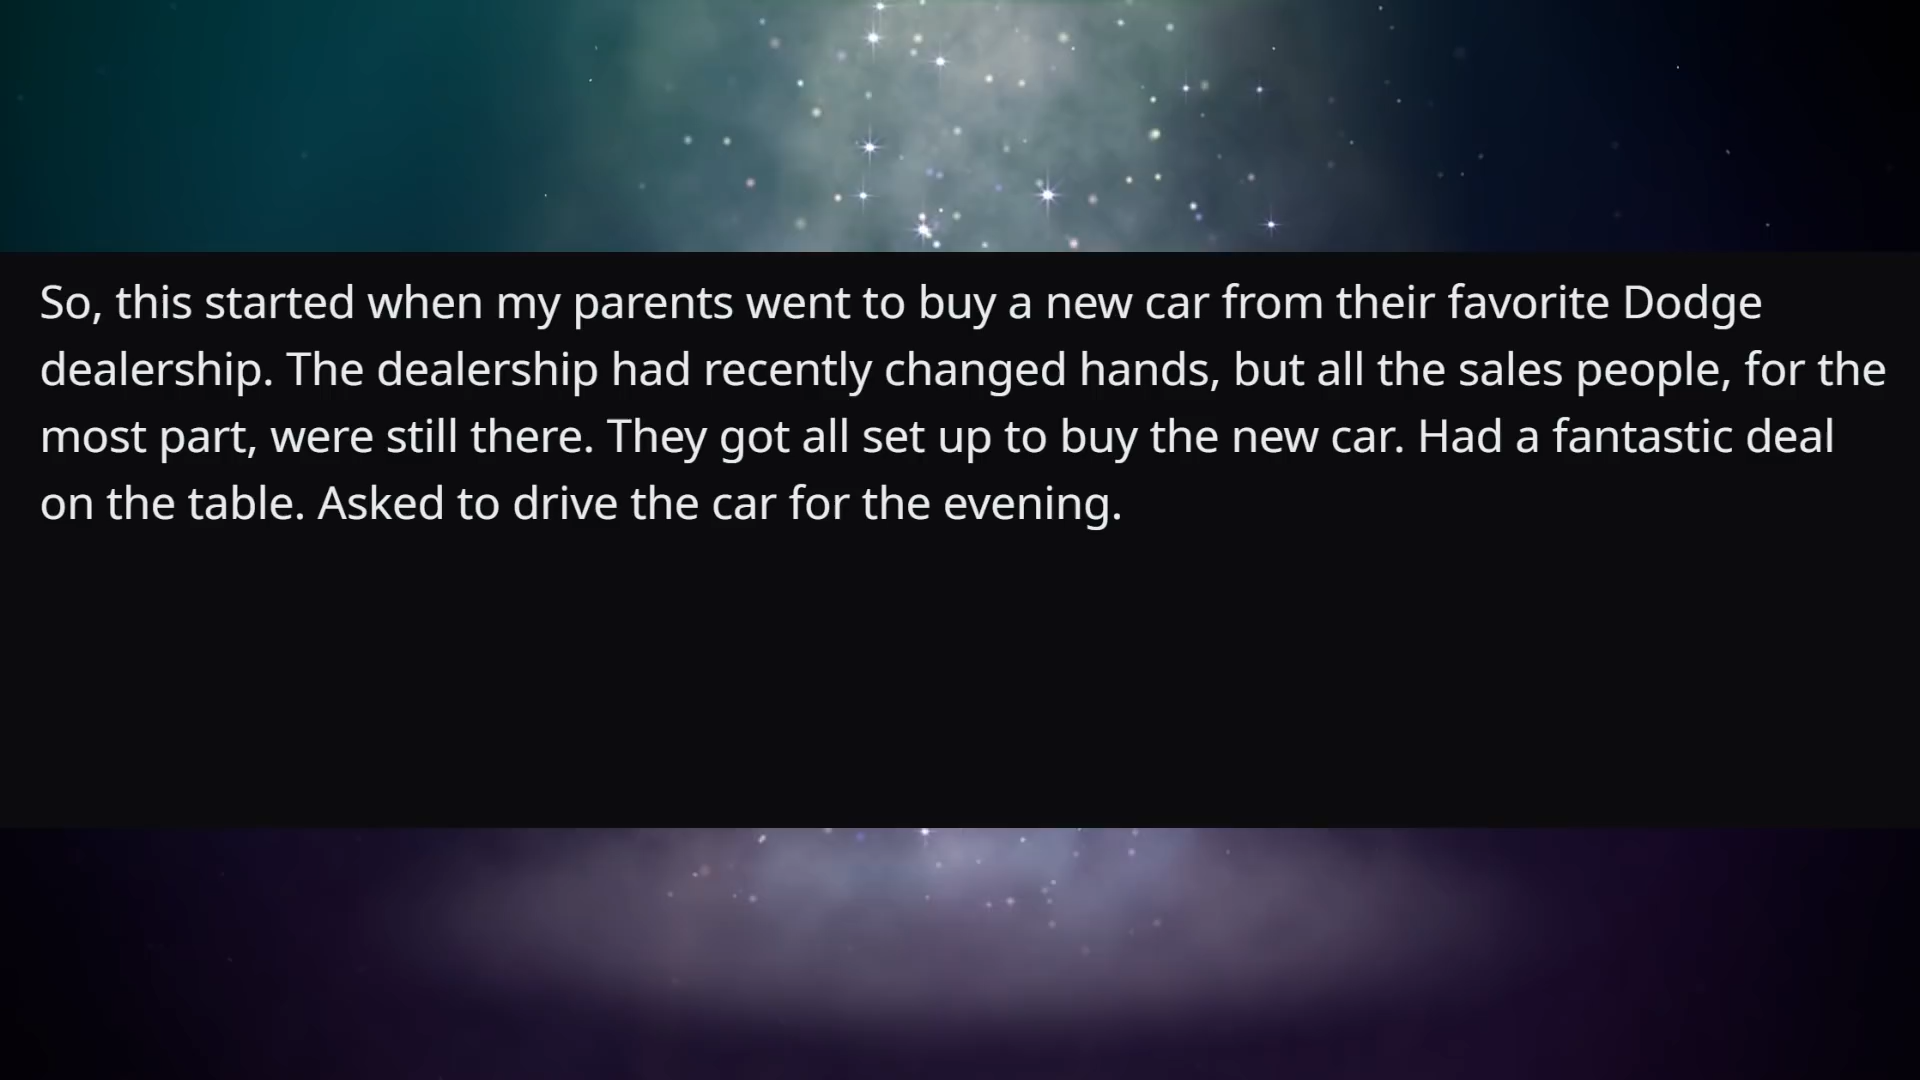 So, this started when my parents went to buy a new car from their favorite Dodge
dealership. The dealership had recently changed hands, but all the sales people, for the
most part, were still there. They got all set up to buy the new car. Had a fantastic deal
on the table. Asked to drive the car for the evening.